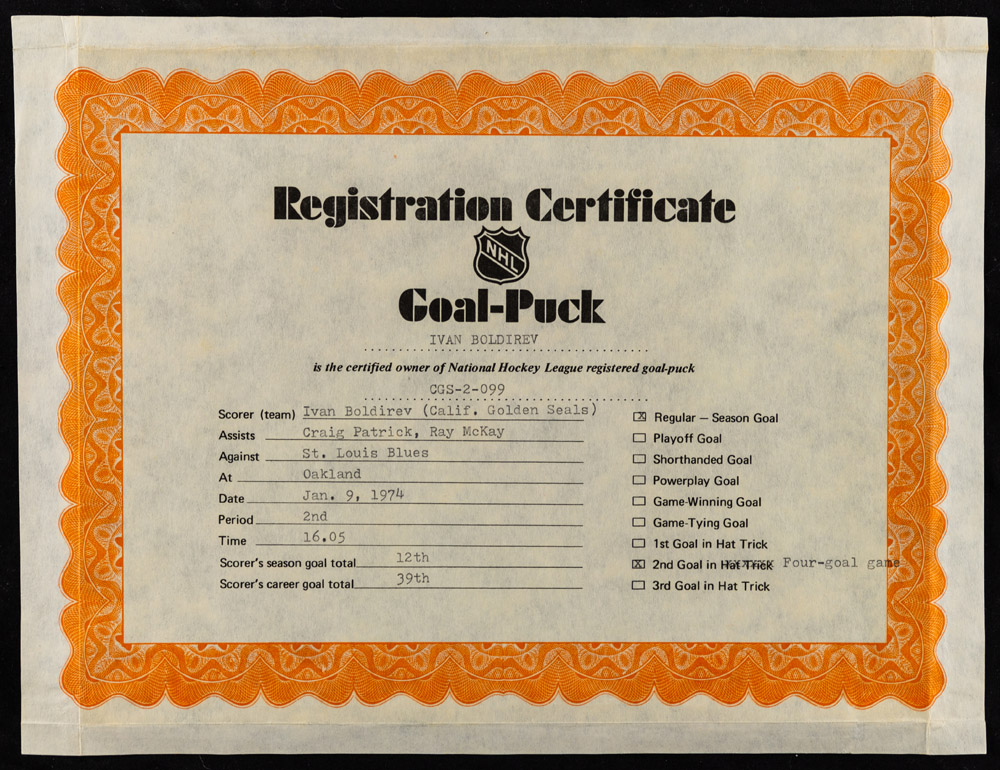 Registration Certificate
NHL
Goal-Puck
IVAN BOLDIREV
is the certified owner of National Hockey League registered goal-puck
CGS-2-099
Scorer (team) Ivan Boldirev (Calif. Golden Seals)
Assists Craig Patrick, Ray McKay
Against St. Louis Blues
At Oakland
Date Jan. 9, 1974
Period 2nd
Time 16.05
Scorer's season goal total 12th
Scorer's career goal total 39th
☒ Regular – Season Goal
☐ Playoff Goal
☐ Shorthanded Goal
☐ Powerplay Goal
☐ Game-Winning Goal
☐ Game-Tying Goal
☐ 1st Goal in Hat Trick
☒ 2nd Goal in Hat Trick Four-goal game
☐ 3rd Goal in Hat Trick